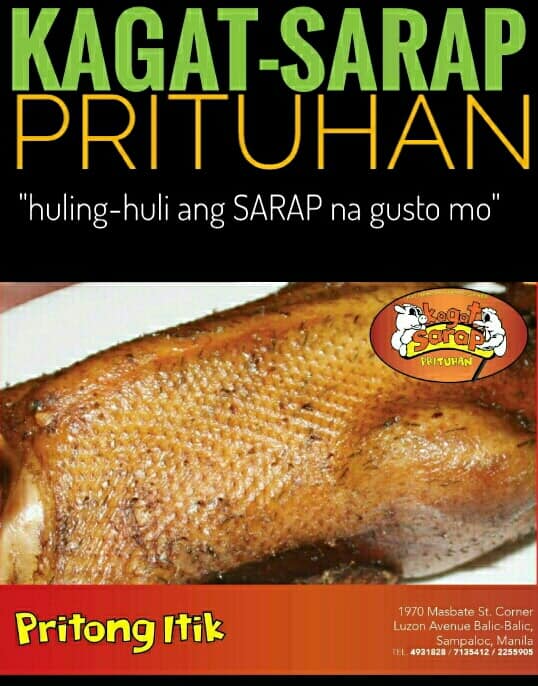 KAGAT-SARAP
PRITUHAN
"huling-huli ang SARAP na gusto mo"
kagat
Sarap
PRITUHAN
Pritong Itik
1970 Masbate St. Corner
Luzon Avenue Balic-Balic,
Sampaloc, Manila
TEL. 4931828 / 7135412 / 2255905